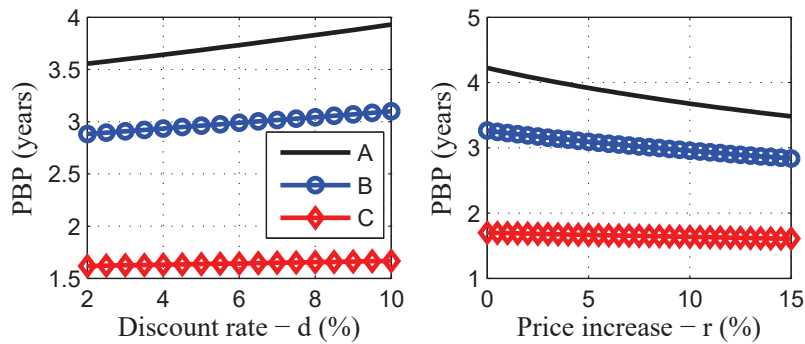 4
3.5
3
2.5
2
1.5
PBP (years)
2
4
6
8
10
Discount rate − d (%)
A
B
C
5
4
3
2
1
PBP (years)
0
5
10
15
Price increase − r (%)